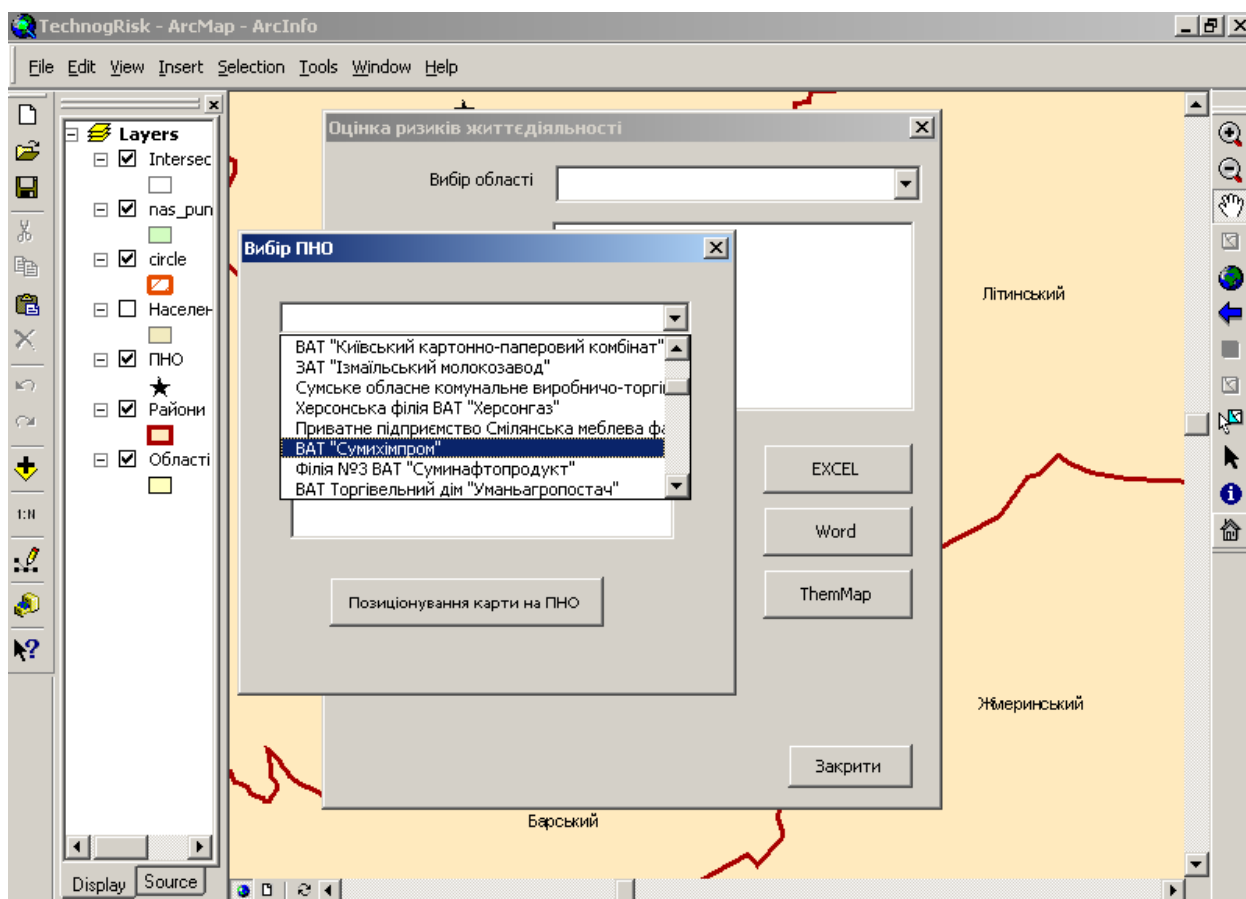 TechnogRisk - ArcMap - ArcInfo
File Edit View Insert Selection Tools Window Help
Layers
Intersec
nas_pun
circle
Населен
ПНО
Райони
Області
Display Source
1:N
Оцінка ризиків життєдіяльності
Вибір області
Вибір ПНО
ВАТ "Київський картонно-паперовий комбінат"
ЗАТ "Ізмаїльський молокозавод"
Сумське обласне комунальне виробничо-торгі
Херсонська філія ВАТ "Херсонгаз"
Приватне підприємство Смілянська меблева фа
ВАТ "Сумихімпром"
Філія №3 ВАТ "Суминафтопродукт"
ВАТ Торгівельний дім "Уманьагропостач"
Позиціонування карти на ПНО
EXCEL
Word
ThemMap
Закрити
Літинський
Жмеринський
Барський